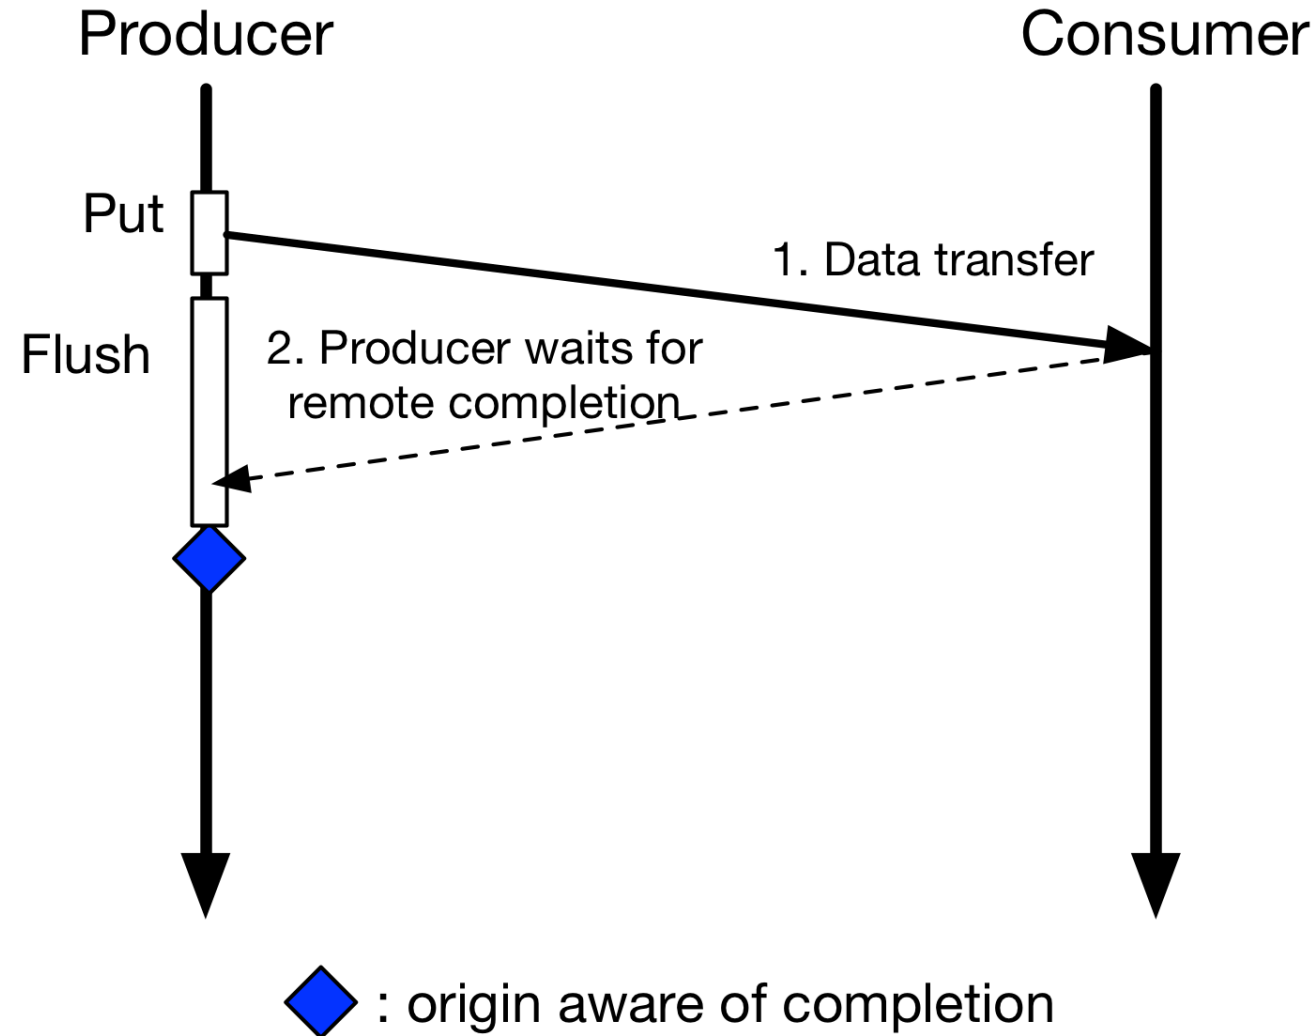 Producer
Consumer
Put
1. Data transfer
Flush
2. Producer waits for
remote completion
: origin aware of completion